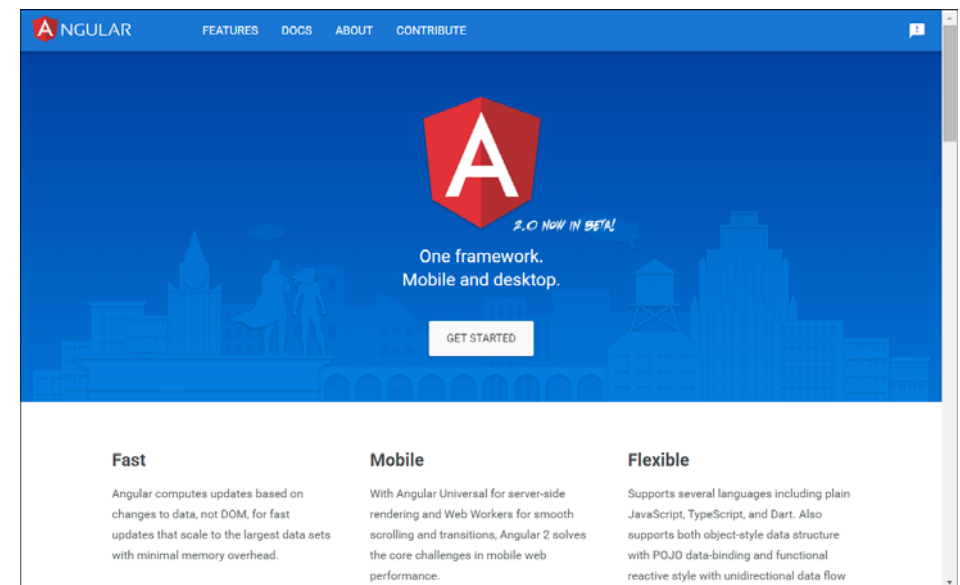 ANGULAR FEATURES DOCS ABOUT CONTRIBUTE
A
2.0 NOW IN BETA!
One framework.
Mobile and desktop.
GET STARTED
Fast
Angular computes updates based on
changes to data, not DOM, for fast
updates that scale to the largest data sets
with minimal memory overhead.
Mobile
With Angular Universal for server-side
rendering and Web Workers for smooth
scrolling and transitions, Angular 2 solves
the core challenges in mobile web
performance.
Flexible
Supports several languages including plain
JavaScript, TypeScript, and Dart. Also
supports both object-style data structure
with POJO data-binding and functional
reactive style with unidirectional data flow